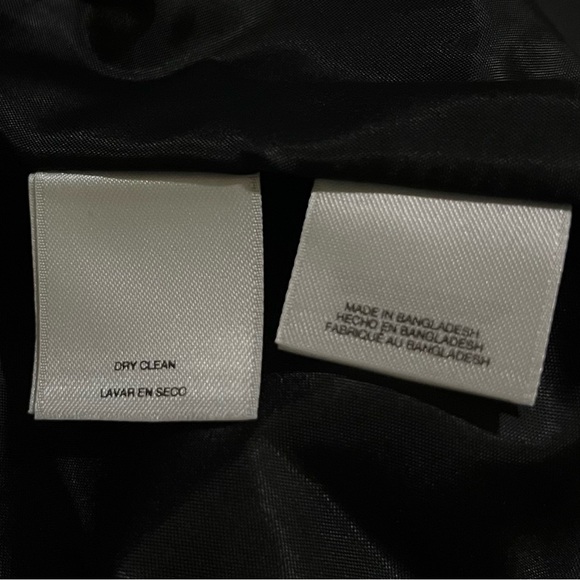 DRY CLEAN
LAVAR EN SECO
MADE IN BANGLADESH
HECHO EN BANGLADESH
FABRIQUÉ AU BANGLADESH